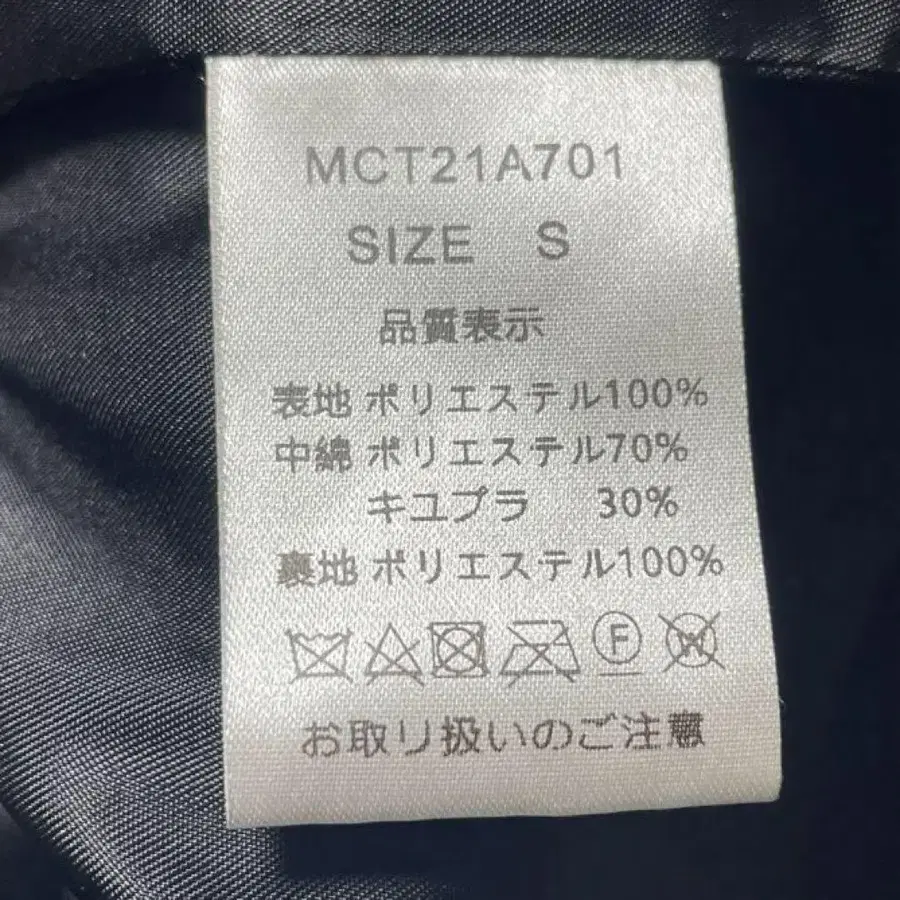 MCT21A701
SIZE S
品質表示
表地 ポリエステル100%
中綿 ポリエステル70%
キユプラ 30%
裏地 ポリエステル100%
F W
お取り扱いのご注意